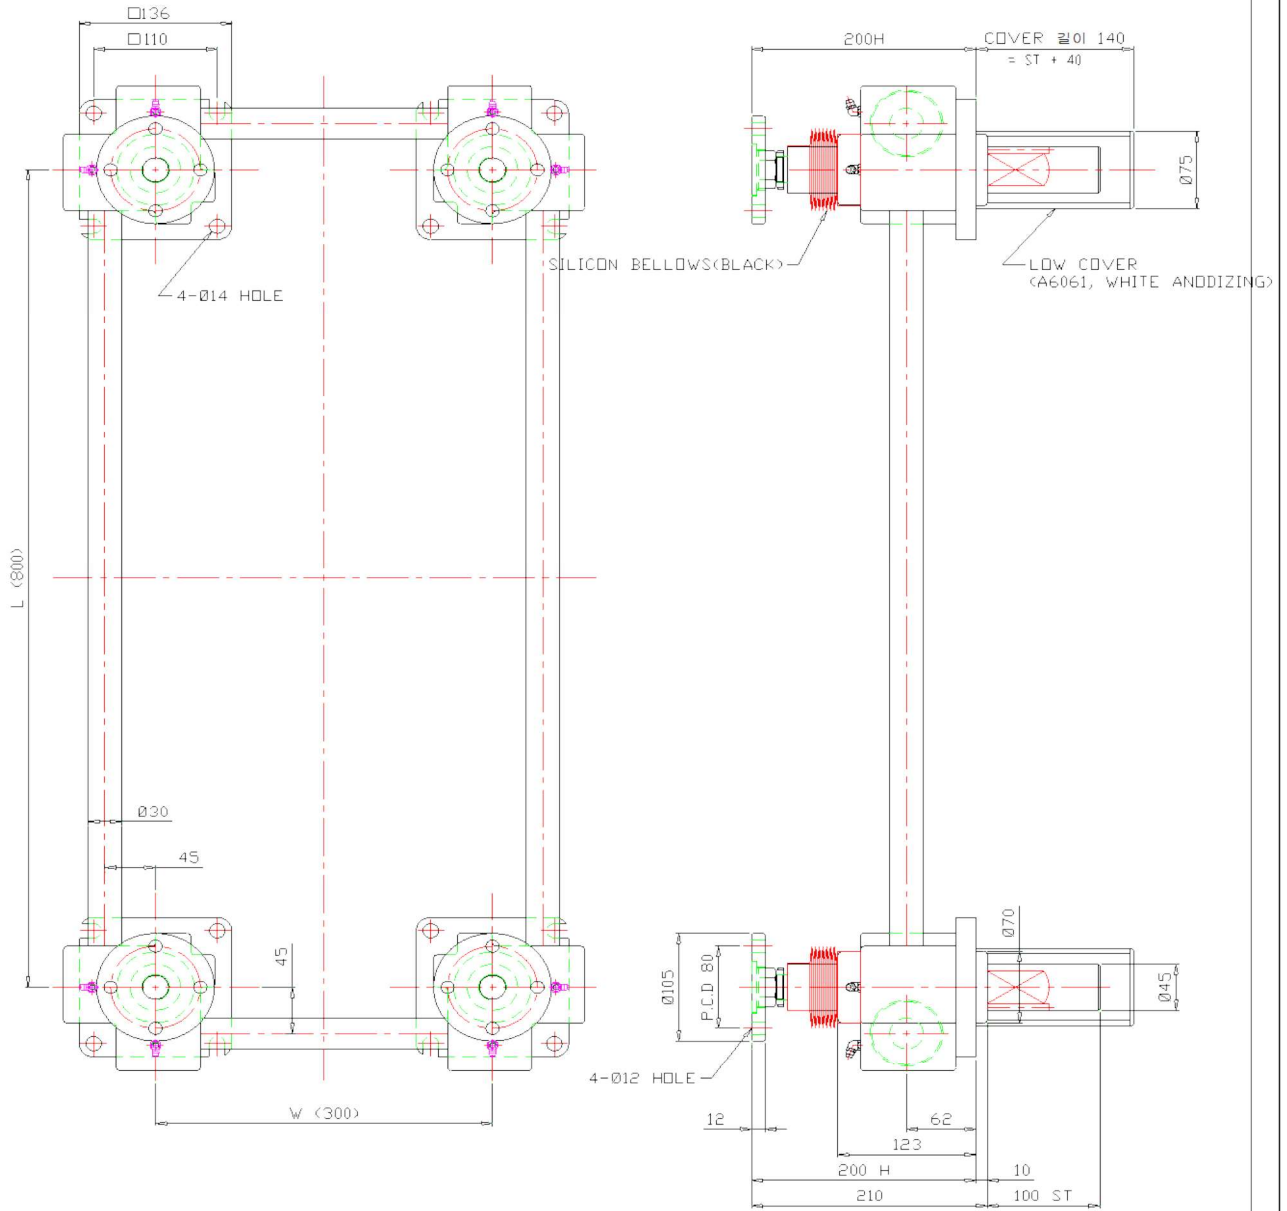 □136
□110
200H
COVER 길이 140
= ST + 40
Ø75
SILICON BELLOWS(BLACK)
LOW COVER
(A6061, WHITE ANODIZING)
4-Ø14 HOLE
L (800)
Ø30
45
45
Ø105
P.C.D 80
Ø70
Ø45
4-Ø12 HOLE
W (300)
12
62
123
200 H
10
210
100 ST